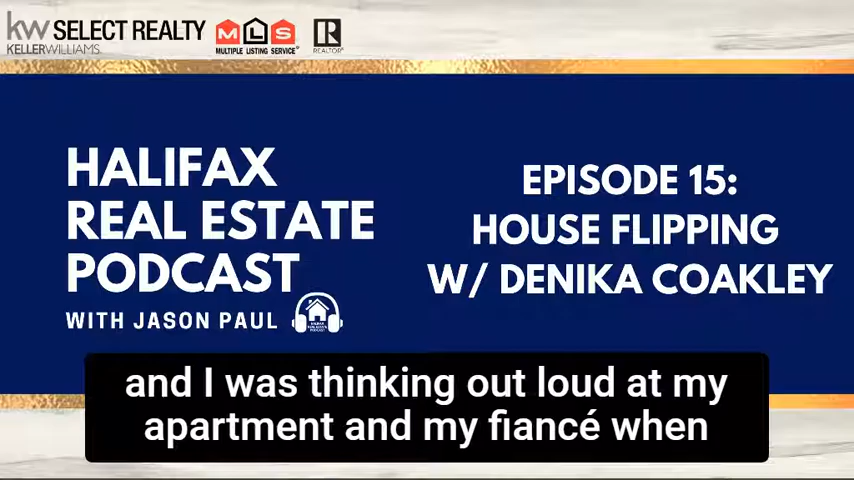 kw SELECT REALTY
KELLERWILLIAMS.
MLS
MULTIPLE LISTING SERVICE®
R
REALTOR®
HALIFAX
REAL ESTATE
PODCAST
WITH JASON PAUL
EPISODE 15:
HOUSE FLIPPING
W/ DENIKA COAKLEY
and I was thinking out loud at my
apartment and my fiancé when